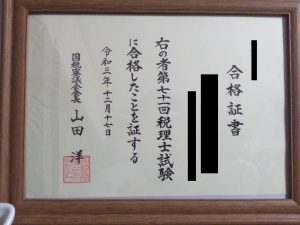 合格証書
右の者第七十一回税理士試験
に合格したことを証する
令和三年十二月十七日
国税審議会会長 山田 洋